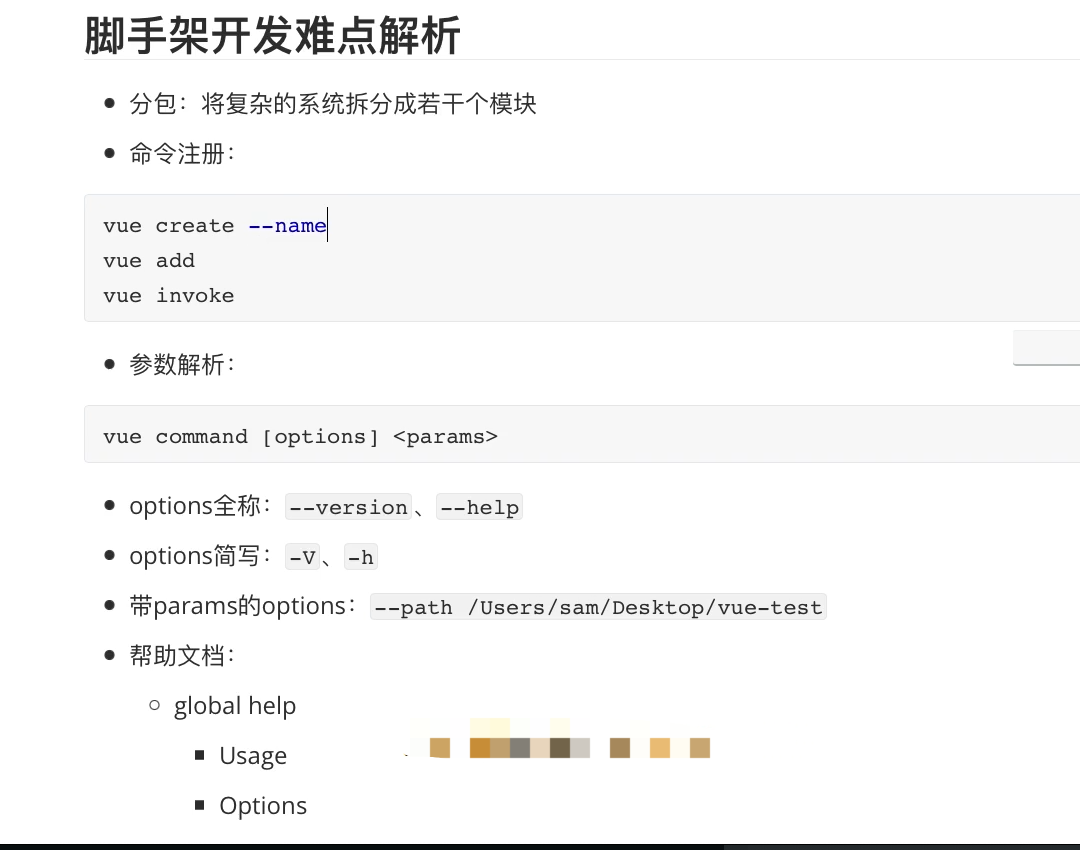 脚手架开发难点解析
分包：将复杂的系统拆分成若干个模块
命令注册：
vue create --name
vue add
vue invoke
参数解析：
vue command [options] <params>
options全称：--version、--help
options简写：-V、-h
带params的options：--path /Users/sam/Desktop/vue-test
帮助文档：
global help
Usage
Options